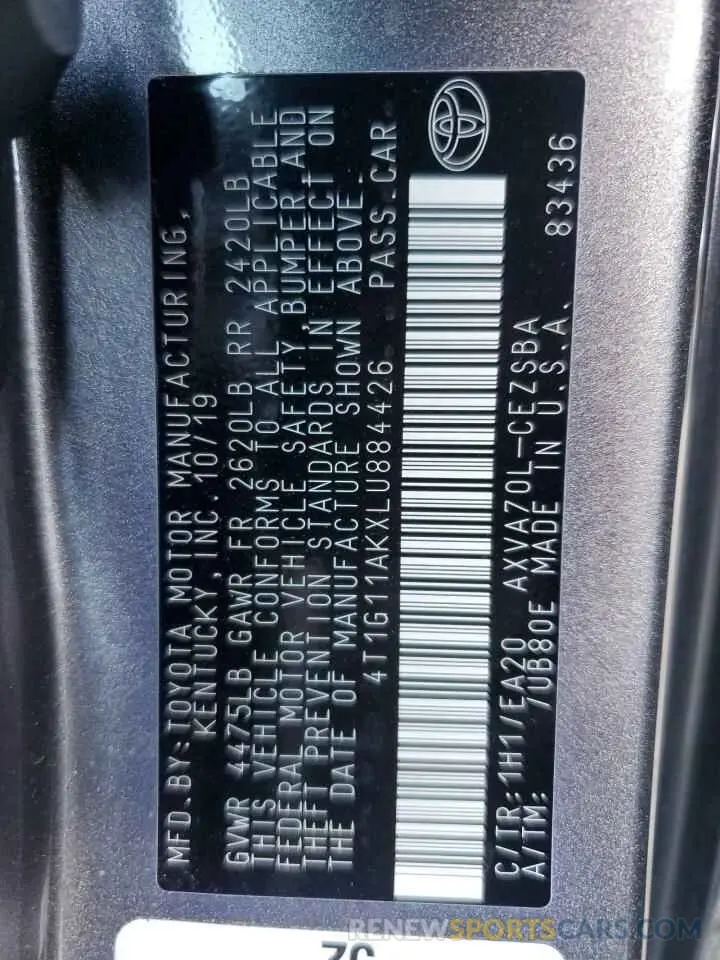 MFD.BY:TOYOTA MOTOR MANUFACTURING,
KENTUCKY, INC. 10/19
GVWR 4475LB GAWR FR 2620LB RR 2420LB
THIS VEHICLE CONFORMS TO ALL APPLICABLE
FEDERAL MOTOR VEHICLE SAFETY, BUMPER, AND
THEFT PREVENTION STANDARDS IN EFFECT ON
THE DATE OF MANUFACTURE SHOWN ABOVE.
4T1G11AKXLU884426 PASS.CAR
C/TR:1H1/EA20 AXVA70L-CEZSBA
A/TM: /UB80E MADE IN U.S.A. 83436
RENEWSPORTSCARS.COM